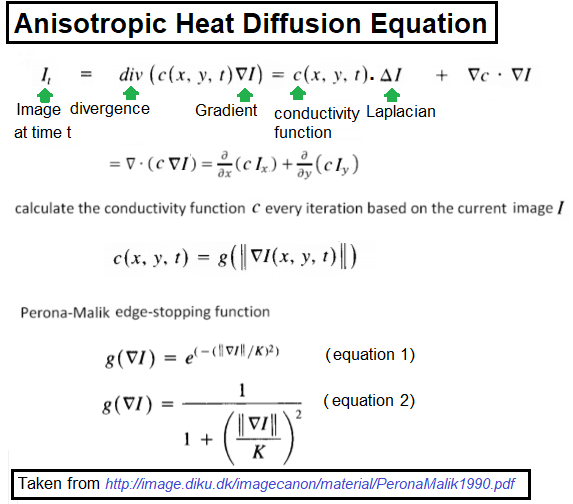 Anisotropic Heat Diffusion Equation
I_t = div (c(x, y, t)∇I) = c(x, y, t). ΔI + ∇c · ∇I
Image divergence Gradient conductivity Laplacian
at time t function
= ∇ · (c ∇I) = ∂/∂x (c I_x) + ∂/∂y (c I_y)
calculate the conductivity function c every iteration based on the current image I
c(x, y, t) = g(‖∇I(x, y, t)‖)
Perona-Malik edge-stopping function
g(∇I) = e^(−(‖∇I‖/K)²) (equation 1)
g(∇I) = 1 / (1 + (‖∇I‖/K)²) (equation 2)
Taken from http://image.diku.dk/imagecanon/material/PeronaMalik1990.pdf